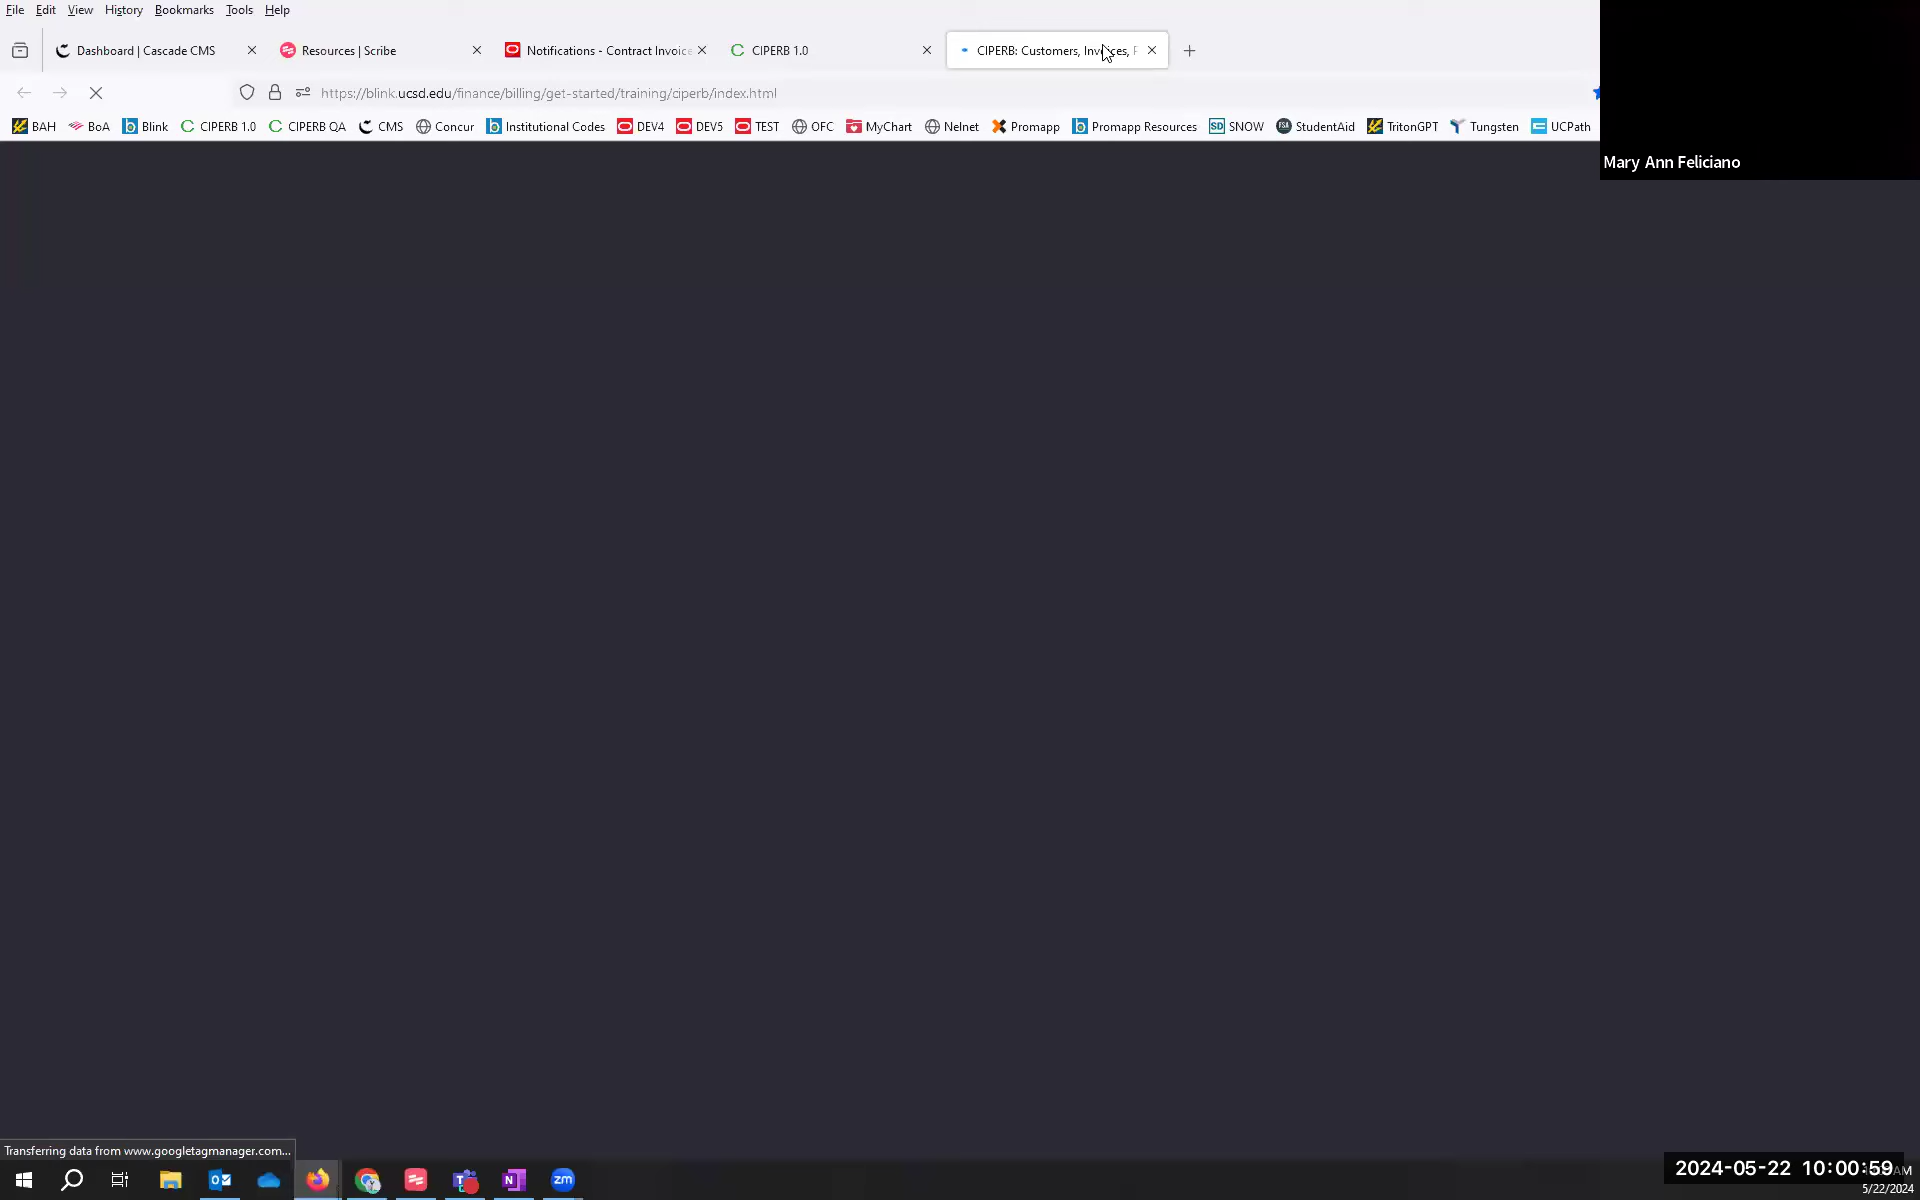 File Edit View History Bookmarks Tools Help
Dashboard | Cascade CMS
Resources | Scribe
Notifications - Contract Invoice
CIPERB 1.0
CIPERB: Customers, Invoices,
https://blink.ucsd.edu/finance/billing/get-started/training/ciperb/index.html
BAH BoA Blink CIPERB 1.0 CIPERB QA CMS Concur Institutional Codes DEV4 DEV5 TEST OFC MyChart Nelnet Promapp Promapp Resources SNOW StudentAid TritonGPT Tungsten UCPath
Mary Ann Feliciano
Transferring data from www.googletagmanager.com...
zm
2024-05-22 10:00:59
5/22/2024